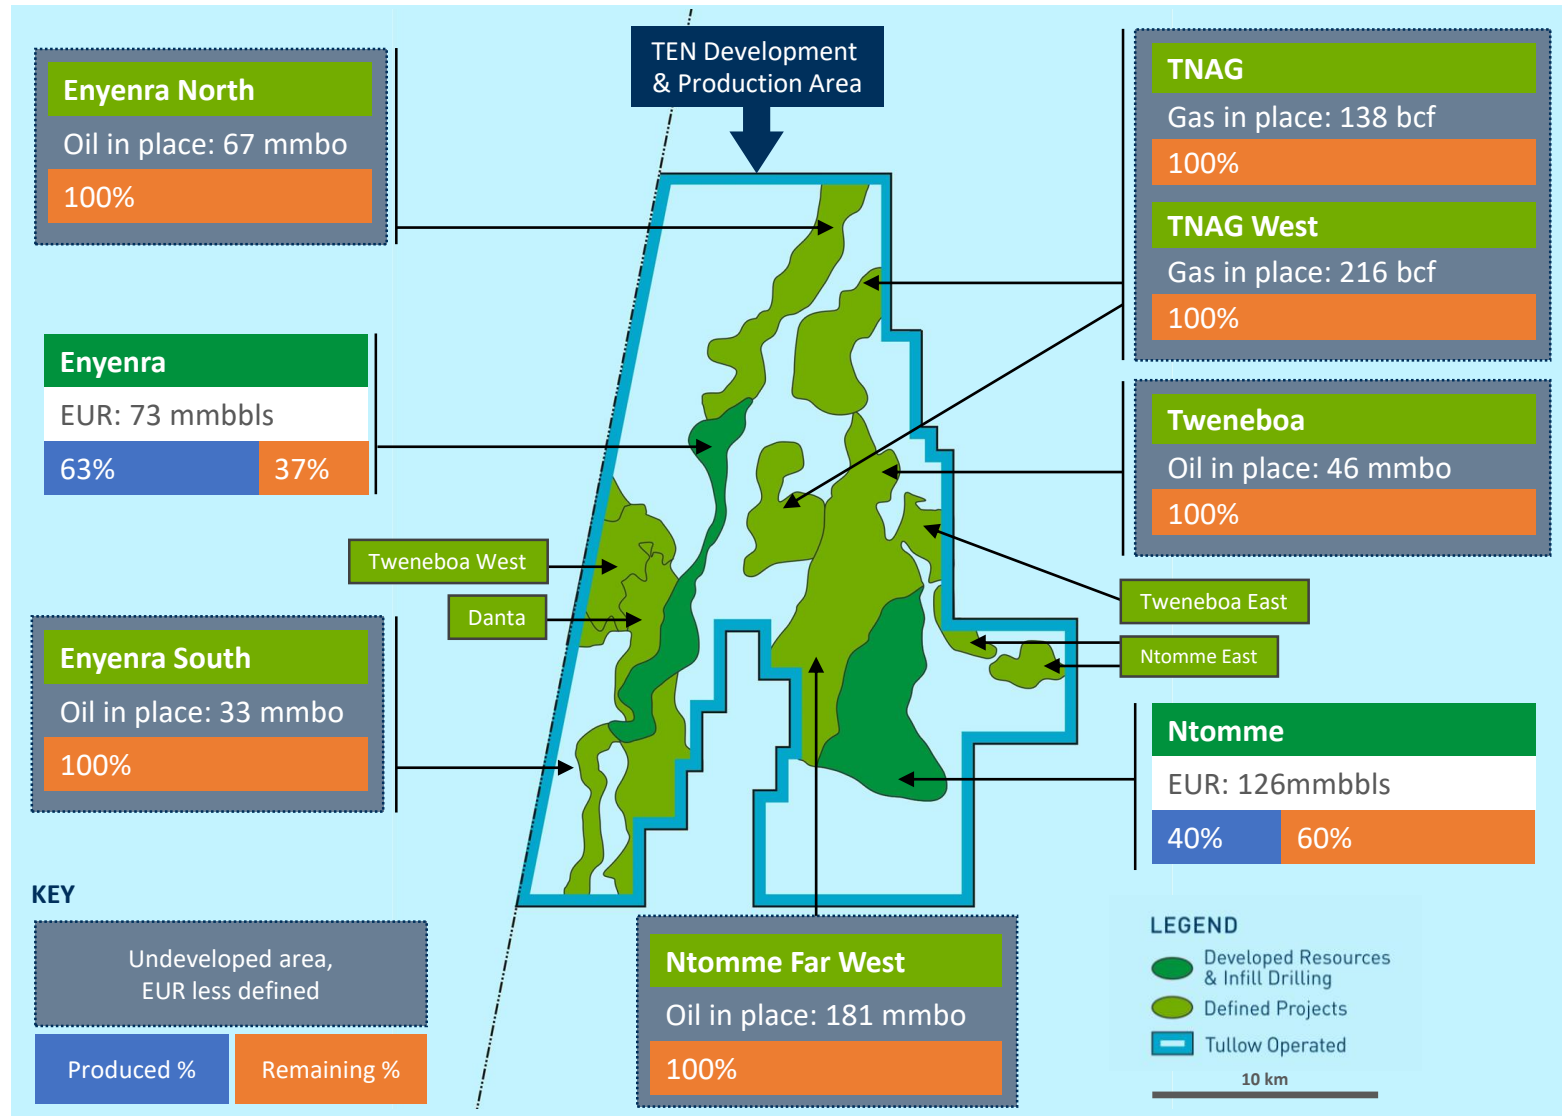 TEN Development
& Production Area
Enyenra North
Oil in place: 67 mmbo
100%
Enyenra
EUR: 73 mmbbls
63%
37%
Tweneboa West
Danta
Enyenra South
Oil in place: 33 mmbo
100%
TNAG
Gas in place: 138 bcf
100%
TNAG West
Gas in place: 216 bcf
100%
Tweneboa
Oil in place: 46 mmbo
100%
Tweneboa East
Ntomme East
Ntomme
EUR: 126mmbbls
40%
60%
Ntomme Far West
Oil in place: 181 mmbo
100%
KEY
Undeveloped area,
EUR less defined
Produced %
Remaining %
LEGEND
Developed Resources
& Infill Drilling
Defined Projects
Tullow Operated
10 km